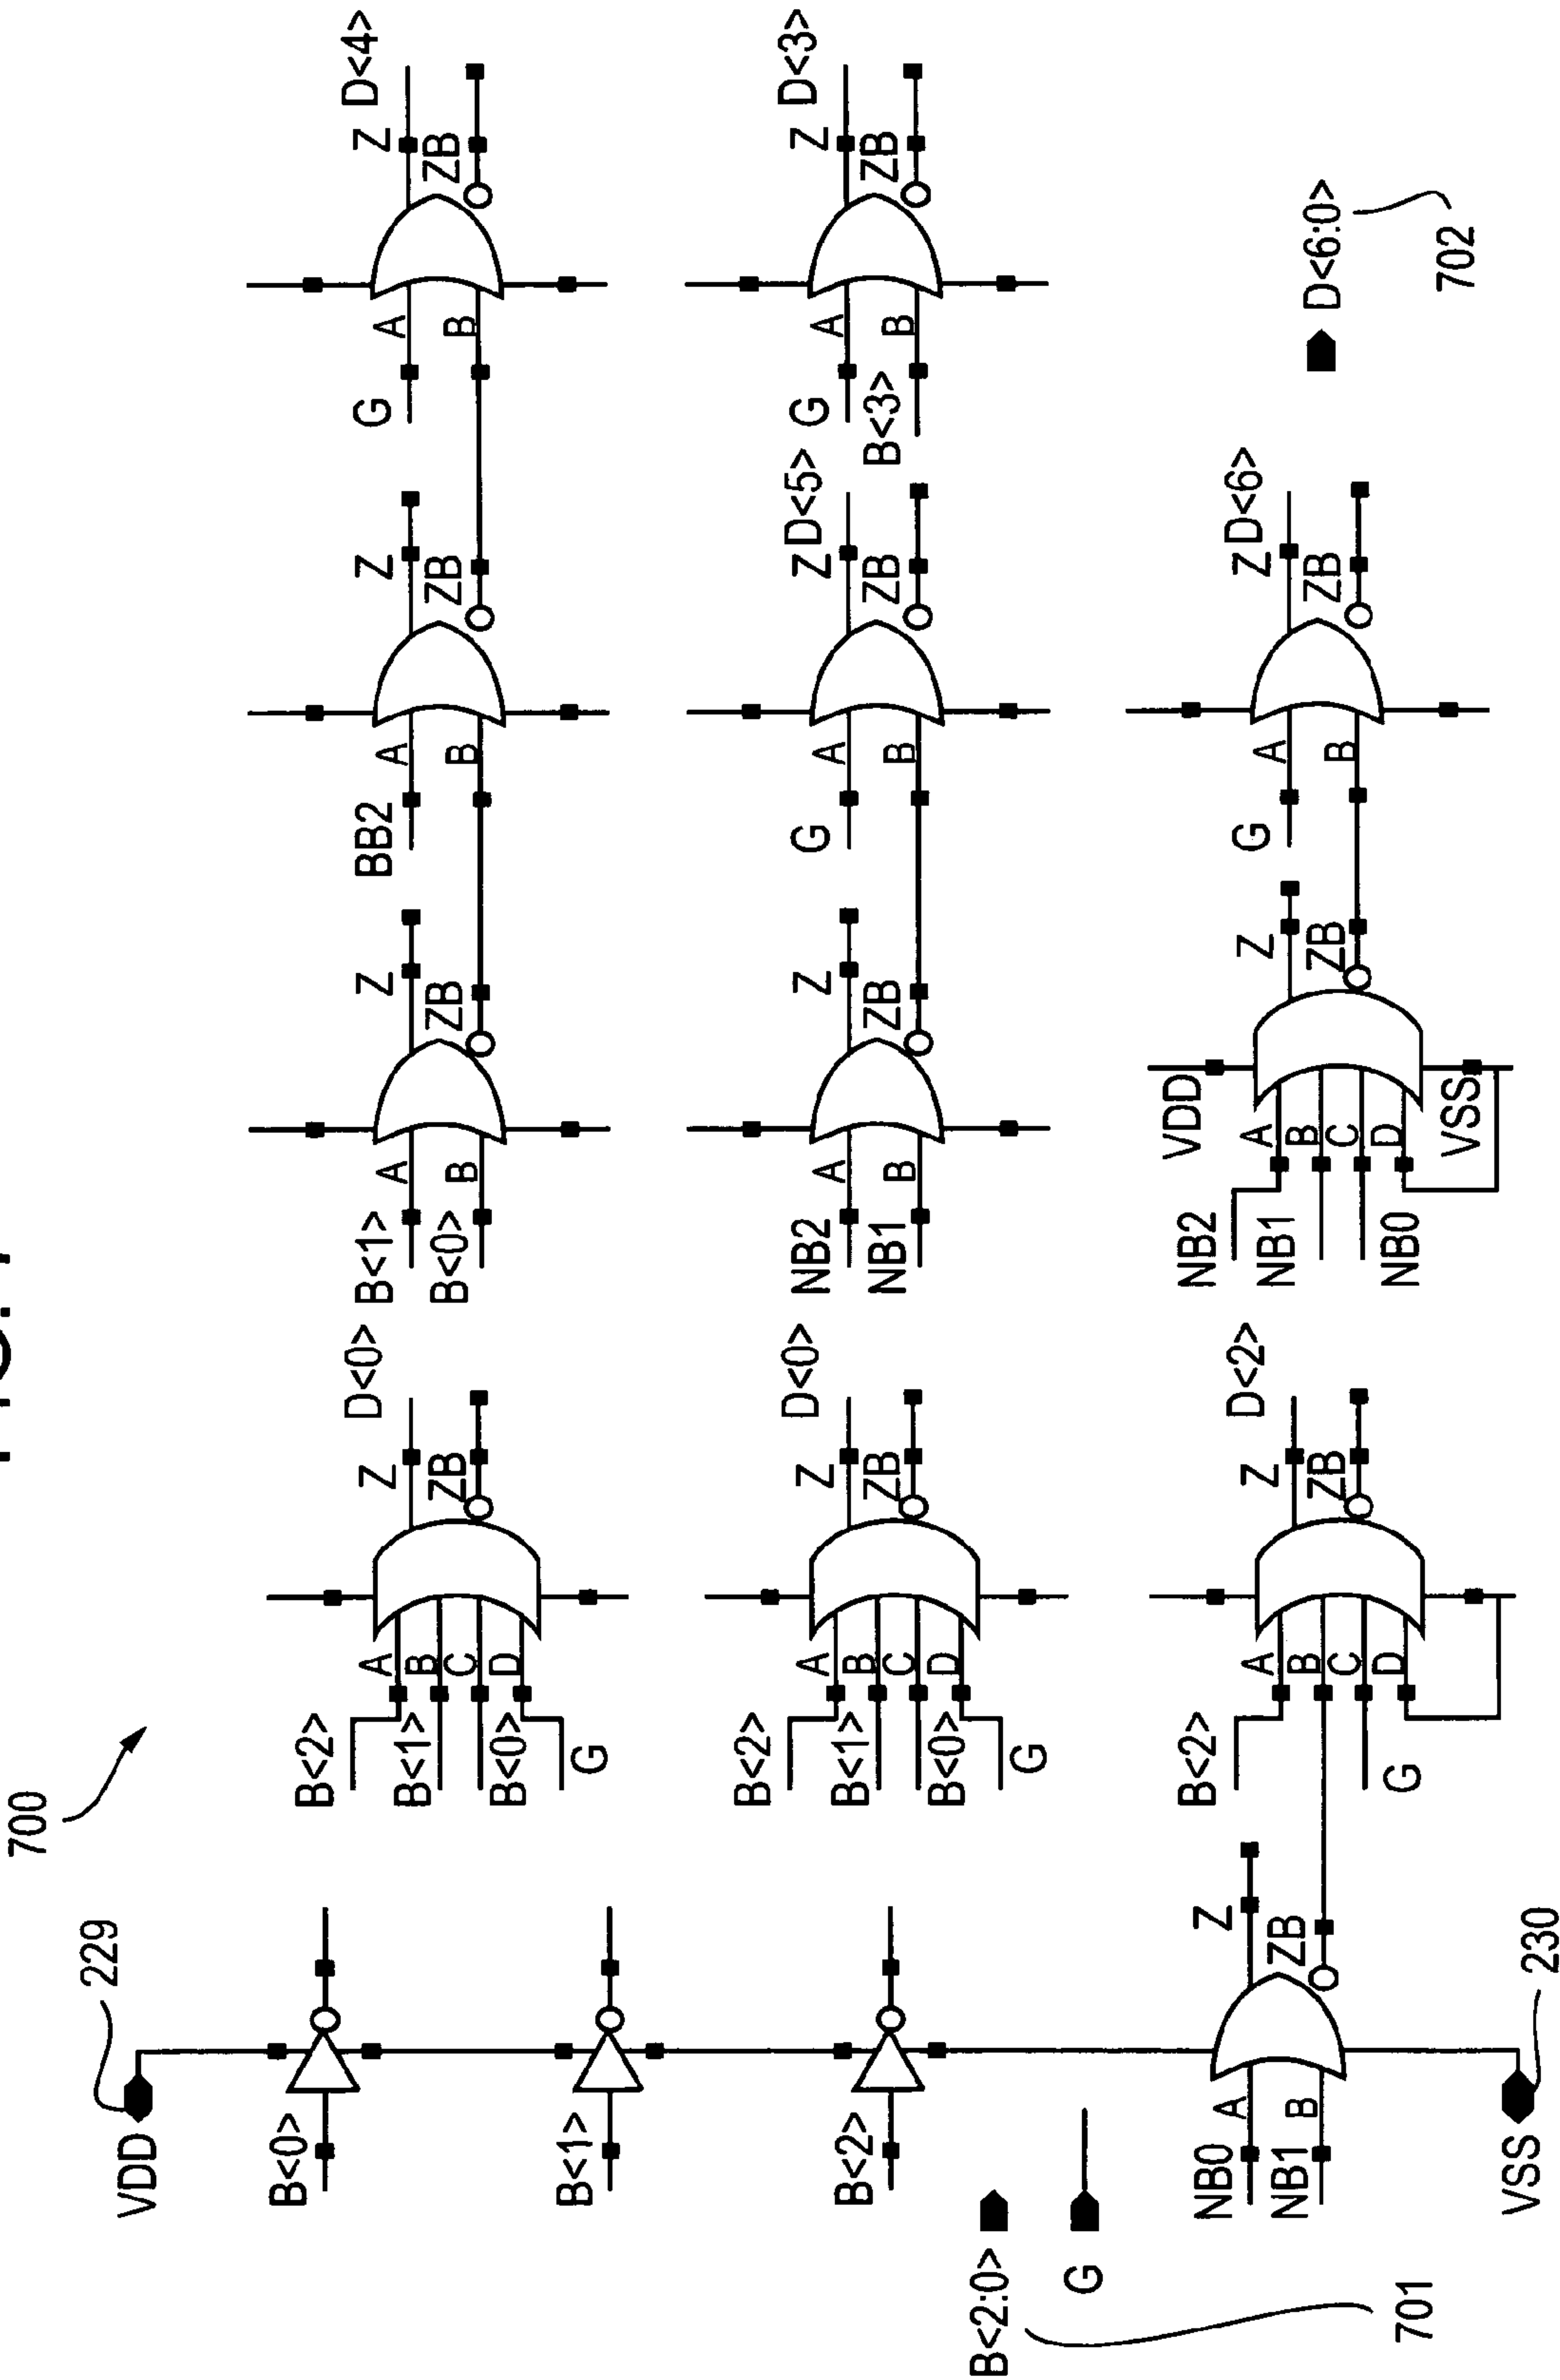 700
229
VDD
B<0>
B<1>
B<2>
B<2:0>
701
G
NB0
NB1
A
B
Z
ZB
VSS
230
B<2>
B<1>
B<0>
G
A
B
C
D
Z
ZB
D<0>
B<1>
B<0>
A
B
Z
ZB
BB2
A
B
Z
ZB
G
A
B
Z
ZB
D<4>
B<2>
B<1>
B<0>
G
A
B
C
D
Z
ZB
D<0>
NB2
NB1
A
B
Z
ZB
G
A
B
Z
ZB
D<5>
G
B<3>
A
B
Z
ZB
D<3>
B<2>
G
A
B
C
D
Z
ZB
D<2>
VDD
NB2
NB1
NB0
A
B
C
D
VSS
Z
ZB
G
A
B
Z
ZB
D<6>
D<6:0>
702